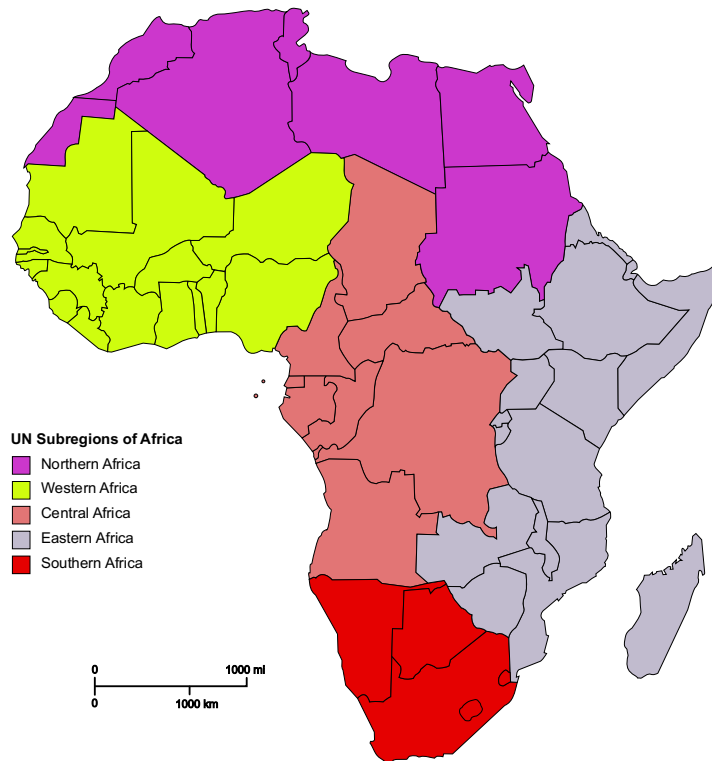 UN Subregions of Africa
Northern Africa
Western Africa
Central Africa
Eastern Africa
Southern Africa
0 1000 mi
0 1000 km